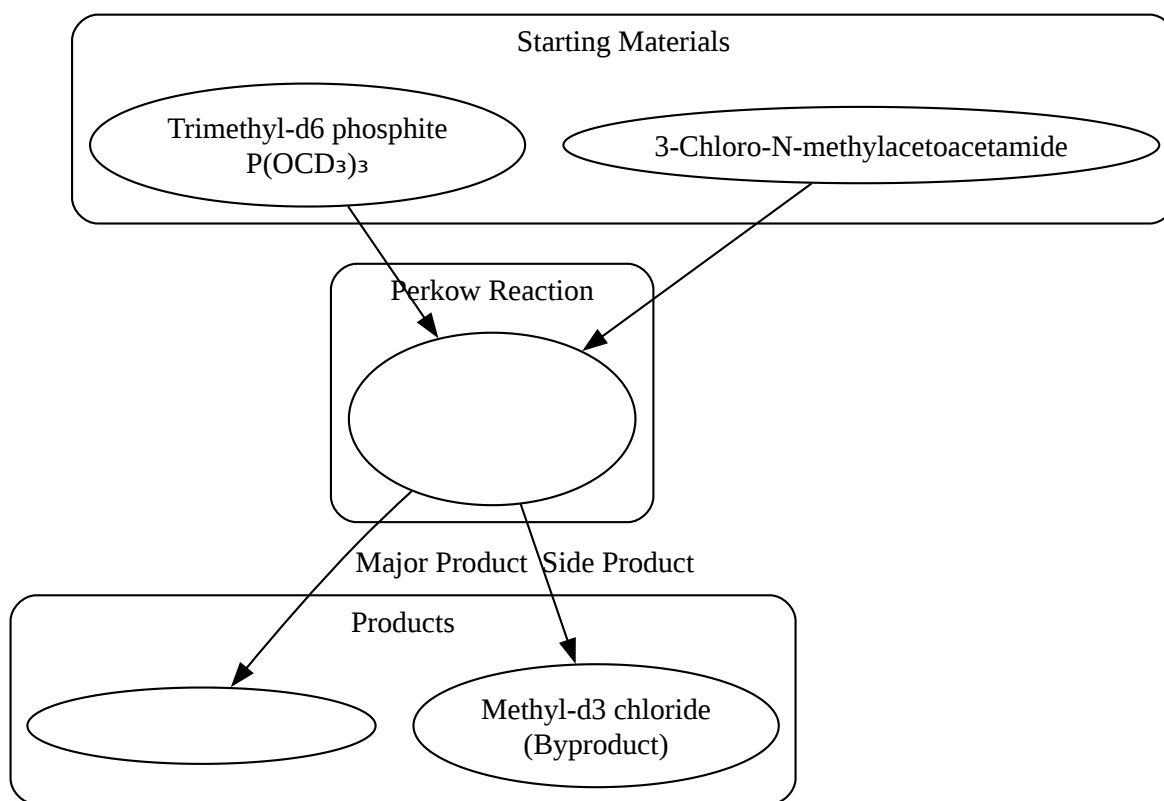 Starting Materials
Trimethyl-d6 phosphite
P(OCD₃)₃
3-Chloro-N-methylacetoacetamide
Perkow Reaction
Major Product
Side Product
Products
Methyl-d3 chloride
(Byproduct)